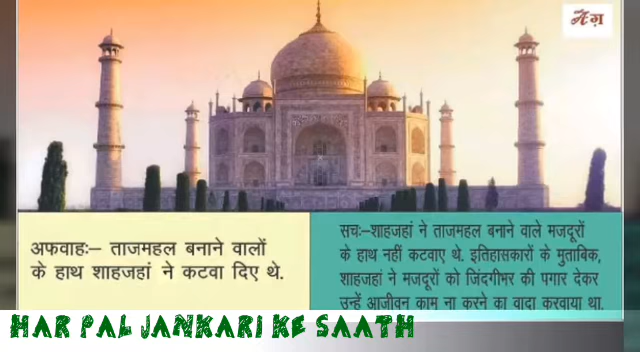 अफवाहः– ताजमहल बनाने वालों
के हाथ शाहजहां ने कटवा दिए थे.
सचः–शाहजहां ने ताजमहल बनाने वाले मजदूरों
के हाथ नहीं कटवाए थे. इतिहासकारों के मुताबिक,
शाहजहां ने मजदूरों को जिंदगीभर की पगार देकर
उन्हें आजीवन काम ना करने का वादा करवाया था.
HAR PAL JANKARI KE SAATH